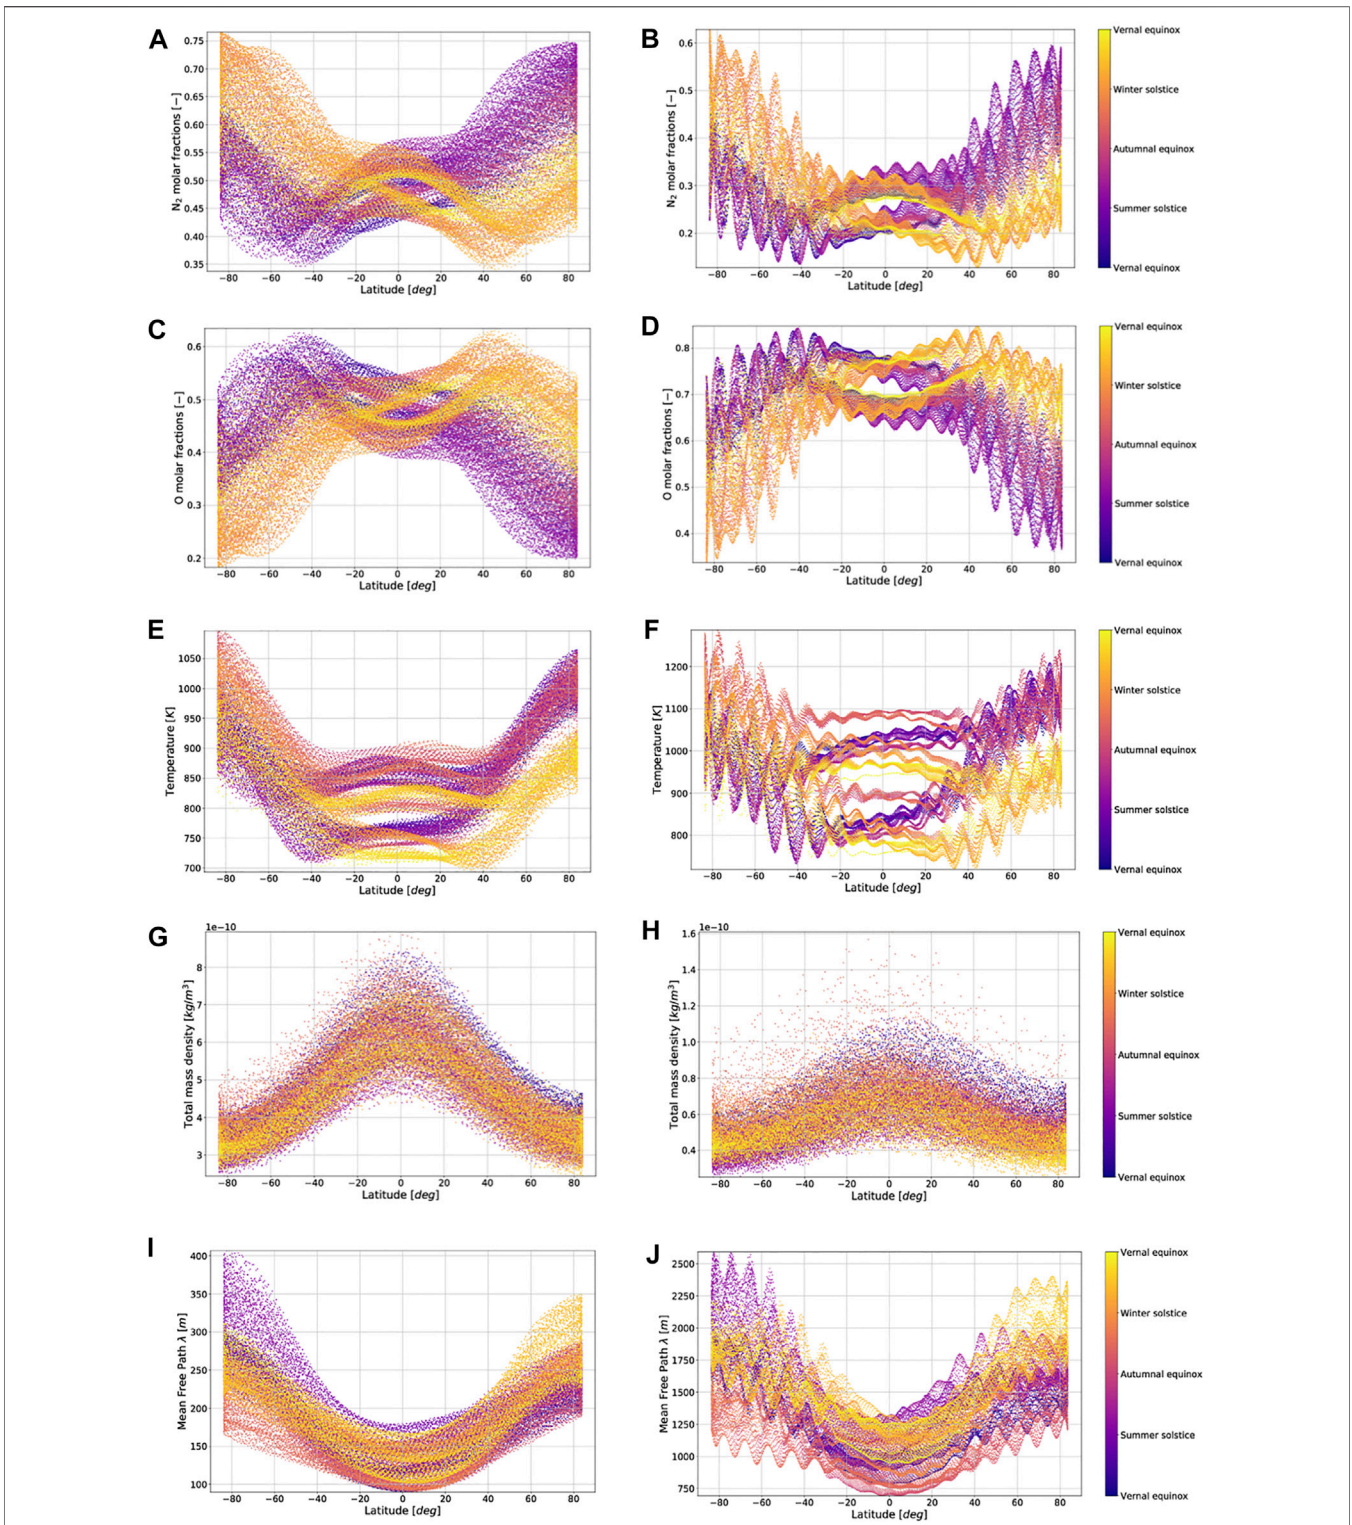 A
N₂ molar fractions [−]
0.75
0.70
0.65
0.60
0.55
0.50
0.45
0.40
0.35
−80 −60 −40 −20 0 20 40 60 80
Latitude [deg]
B
N₂ molar fractions [−]
0.6
0.5
0.4
0.3
0.2
−80 −60 −40 −20 0 20 40 60 80
Latitude [deg]
Vernal equinox
Winter solstice
Autumnal equinox
Summer solstice
Vernal equinox
C
O molar fractions [−]
0.6
0.5
0.4
0.3
0.2
−80 −60 −40 −20 0 20 40 60 80
Latitude [deg]
D
O molar fractions [−]
0.8
0.7
0.6
0.5
0.4
−80 −60 −40 −20 0 20 40 60 80
Latitude [deg]
Vernal equinox
Winter solstice
Autumnal equinox
Summer solstice
Vernal equinox
E
Temperature [K]
1050
1000
950
900
850
800
750
700
−80 −60 −40 −20 0 20 40 60 80
Latitude [deg]
F
Temperature [K]
1200
1100
1000
900
800
−80 −60 −40 −20 0 20 40 60 80
Latitude [deg]
Vernal equinox
Winter solstice
Autumnal equinox
Summer solstice
Vernal equinox
G
1e−10
Total mass density [kg/m³]
8
7
6
5
4
3
−80 −60 −40 −20 0 20 40 60 80
Latitude [deg]
H
1e−10
Total mass density [kg/m³]
1.6
1.4
1.2
1.0
0.8
0.6
0.4
−80 −60 −40 −20 0 20 40 60 80
Latitude [deg]
Vernal equinox
Winter solstice
Autumnal equinox
Summer solstice
Vernal equinox
I
Mean Free Path λ [m]
400
350
300
250
200
150
100
−80 −60 −40 −20 0 20 40 60 80
Latitude [deg]
J
Mean Free Path λ [m]
2500
2250
2000
1750
1500
1250
1000
750
−80 −60 −40 −20 0 20 40 60 80
Latitude [deg]
Vernal equinox
Winter solstice
Autumnal equinox
Summer solstice
Vernal equinox